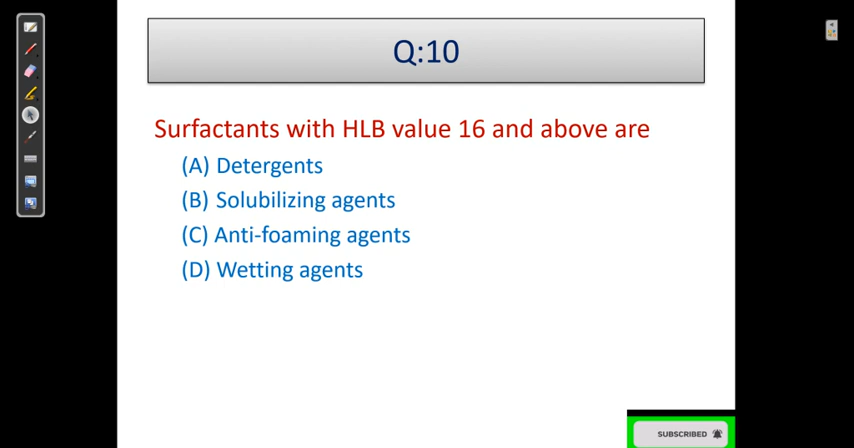 Q:10
Surfactants with HLB value 16 and above are
(A) Detergents
(B) Solubilizing agents
(C) Anti-foaming agents
(D) Wetting agents
SUBSCRIBED